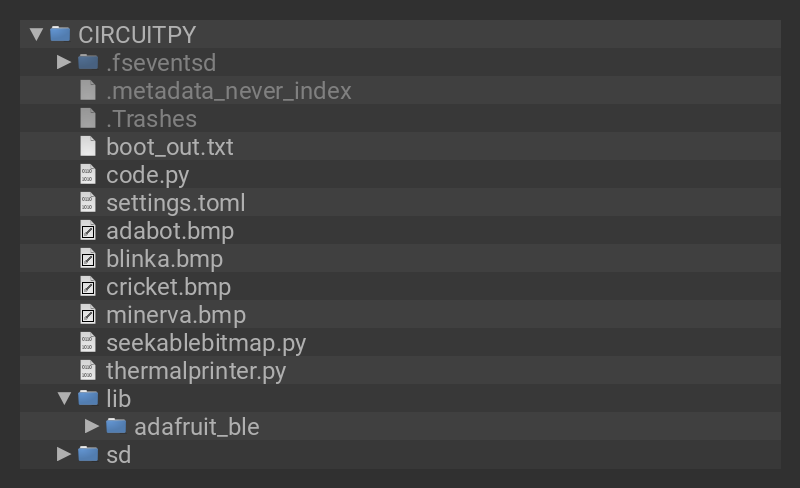 CIRCUITPY
.fseventsd
.metadata_never_index
.Trashes
boot_out.txt
code.py
settings.toml
adabot.bmp
blinka.bmp
cricket.bmp
minerva.bmp
seekablebitmap.py
thermalprinter.py
lib
adafruit_ble
sd